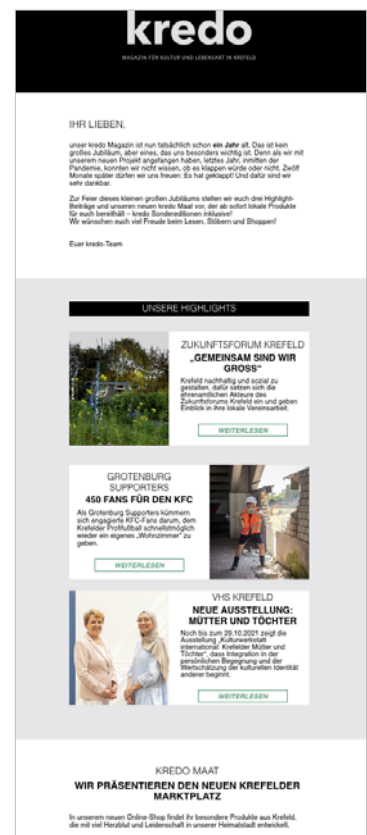 kredo
MAGAZIN FÜR KULTUR UND LEBENSART IN KREFELD
IHR LIEBEN,
unser kredo Magazin ist nun tatsächlich schon ein Jahr alt. Das ist kein
großes Jubiläum, aber eines, das uns besonders wichtig ist. Denn als wir mit
unserem neuen Projekt angefangen haben, letztes Jahr, inmitten der
Pandemie, konnten wir nicht wissen, ob es klappen würde oder nicht. Zwölf
Monate später dürfen wir uns freuen: Es hat geklappt! Und dafür sind wir
sehr dankbar.
Zur Feier dieses kleinen großen Jubiläums stellen wir euch drei Highlight-
Beiträge und unseren neuen kredo Maat vor, der ab sofort lokale Produkte
für euch bereithält – kredo Sondereditionen inklusive!
Wir wünschen euch viel Freude beim Lesen, Stöbern und Shoppen!
Euer kredo-Team
UNSERE HIGHLIGHTS
ZUKUNFTSFORUM KREFELD
„GEMEINSAM SIND WIR
GROSS“
Krefeld nachhaltig und sozial zu
gestalten, dafür setzen sich die
ehrenamtlichen Akteure des
Zukunftsforums Krefeld ein und geben
Einblick in ihre lokale Vereinsarbeit.
WEITERLESEN
GROTENBURG
SUPPORTERS
450 FANS FÜR DEN KFC
Als Grotenburg Supporters kümmern
sich engagierte KFC-Fans darum, dem
Krefelder Profifußball schnellstmöglich
wieder ein eigenes „Wohnzimmer“ zu
geben.
WEITERLESEN
VHS KREFELD
NEUE AUSSTELLUNG:
MÜTTER UND TÖCHTER
Noch bis zum 29.10.2021 zeigt die
Ausstellung „Kulturwerkstatt
international: Krefelder Mütter und
Töchter“, dass Integration in der
persönlichen Begegnung und der
Wertschätzung der kulturellen Identität
anderer beginnt.
WEITERLESEN
KREDO MAAT
WIR PRÄSENTIEREN DEN NEUEN KREFELDER
MARKTPLATZ
In unserem neuen Online-Shop findet ihr besondere Produkte aus Krefeld,
die mit viel Herzblut und Leidenschaft in unserer Heimatstadt entwickelt,